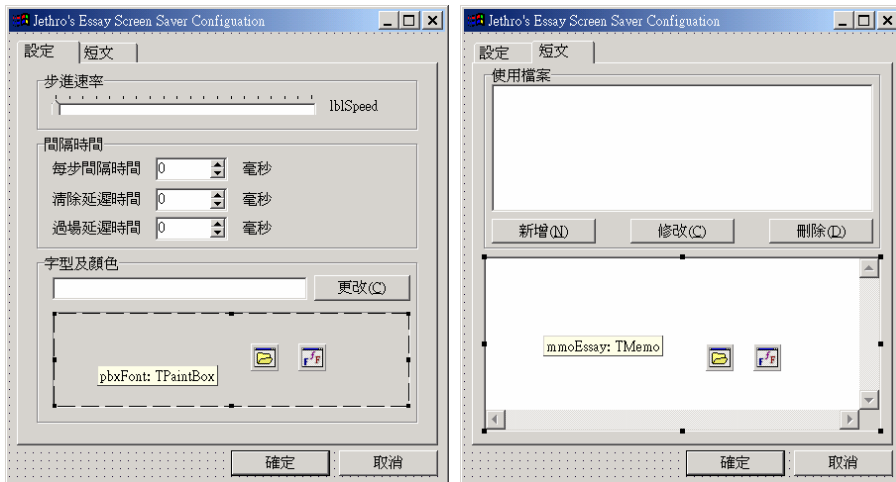 Jethro's Essay Screen Saver Configuation
設定
短文
步進速率
lblSpeed
間隔時間
每步間隔時間
0
毫秒
清除延遲時間
0
毫秒
過場延遲時間
0
毫秒
字型及顏色
更改(C)
pbxFont: TPaintBox
確定
取消
Jethro's Essay Screen Saver Configuation
設定
短文
使用檔案
新增(N)
修改(C)
刪除(D)
mmoEssay: TMemo
確定
取消